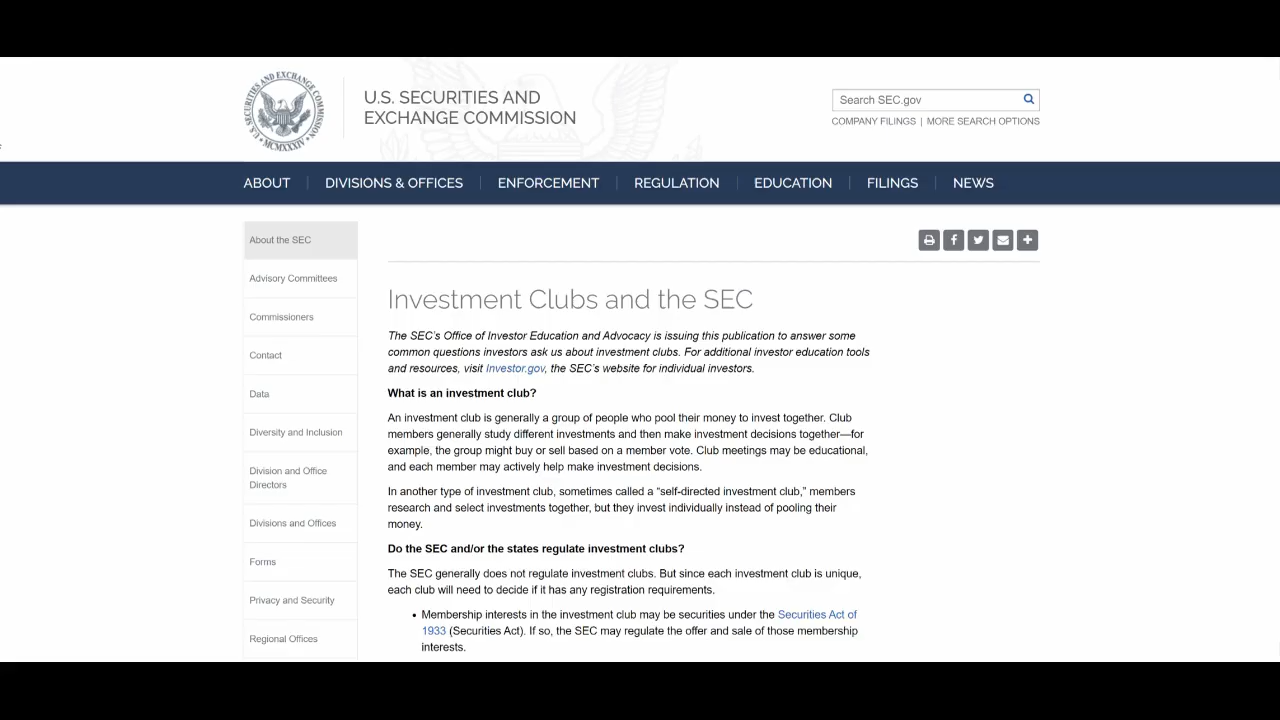 U.S. SECURITIES AND EXCHANGE COMMISSION
MCMXXXIV
U.S. SECURITIES AND
EXCHANGE COMMISSION
Search SEC.gov
COMPANY FILINGS | MORE SEARCH OPTIONS
ABOUT
DIVISIONS & OFFICES
ENFORCEMENT
REGULATION
EDUCATION
FILINGS
NEWS
About the SEC
Advisory Committees
Commissioners
Contact
Data
Diversity and Inclusion
Division and Office
Directors
Divisions and Offices
Forms
Privacy and Security
Regional Offices
Investment Clubs and the SEC
The SEC’s Office of Investor Education and Advocacy is issuing this publication to answer some
common questions investors ask us about investment clubs. For additional investor education tools
and resources, visit Investor.gov, the SEC’s website for individual investors.
What is an investment club?
An investment club is generally a group of people who pool their money to invest together. Club
members generally study different investments and then make investment decisions together—for
example, the group might buy or sell based on a member vote. Club meetings may be educational,
and each member may actively help make investment decisions.
In another type of investment club, sometimes called a “self-directed investment club,” members
research and select investments together, but they invest individually instead of pooling their
money.
Do the SEC and/or the states regulate investment clubs?
The SEC generally does not regulate investment clubs. But since each investment club is unique,
each club will need to decide if it has any registration requirements.
• Membership interests in the investment club may be securities under the Securities Act of
1933 (Securities Act). If so, the SEC may regulate the offer and sale of those membership
interests.